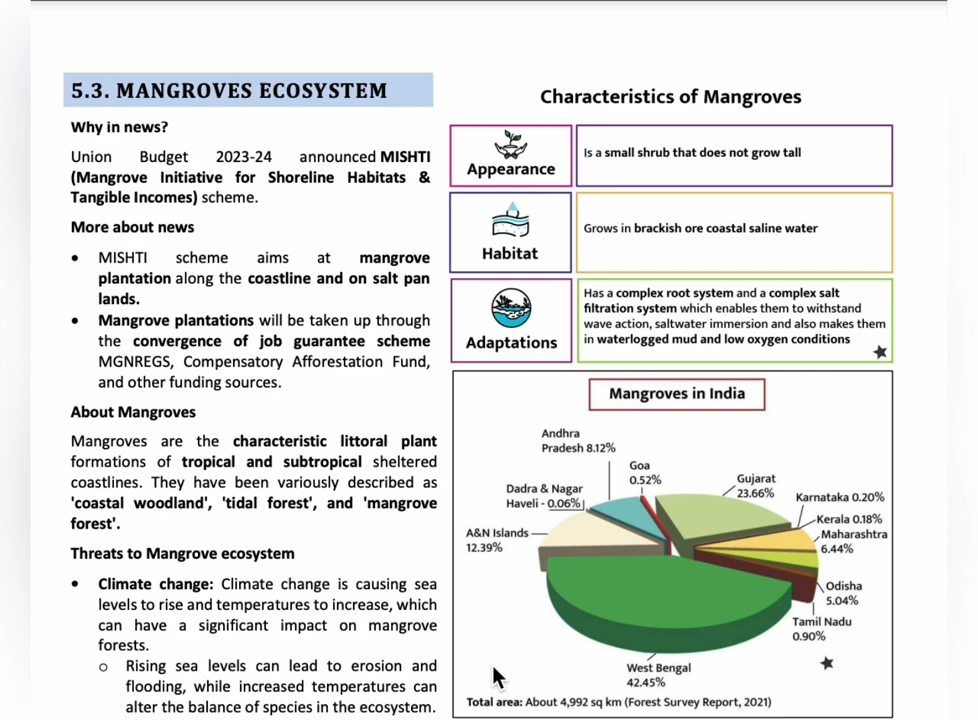 5.3. MANGROVES ECOSYSTEM
Why in news?
Union Budget 2023-24 announced MISHTI
(Mangrove Initiative for Shoreline Habitats &
Tangible Incomes) scheme.
More about news
• MISHTI scheme aims at mangrove
plantation along the coastline and on salt pan
lands.
• Mangrove plantations will be taken up through
the convergence of job guarantee scheme
MGNREGS, Compensatory Afforestation Fund,
and other funding sources.
About Mangroves
Mangroves are the characteristic littoral plant
formations of tropical and subtropical sheltered
coastlines. They have been variously described as
'coastal woodland', 'tidal forest', and 'mangrove
forest'.
Threats to Mangrove ecosystem
• Climate change: Climate change is causing sea
levels to rise and temperatures to increase, which
can have a significant impact on mangrove
forests.
o Rising sea levels can lead to erosion and
flooding, while increased temperatures can
alter the balance of species in the ecosystem.
Characteristics of Mangroves
Appearance
Is a small shrub that does not grow tall
Habitat
Grows in brackish ore coastal saline water
Adaptations
Has a complex root system and a complex salt
filtration system which enables them to withstand
wave action, saltwater immersion and also makes them
in waterlogged mud and low oxygen conditions
Mangroves in India
Andhra
Pradesh 8.12%
Goa
0.52%
Gujarat
23.66%
Dadra & Nagar
Haveli - 0.06%
Karnataka 0.20%
Kerala 0.18%
Maharashtra
6.44%
A&N Islands
12.39%
Odisha
5.04%
Tamil Nadu
0.90%
West Bengal
42.45%
Total area: About 4,992 sq km (Forest Survey Report, 2021)